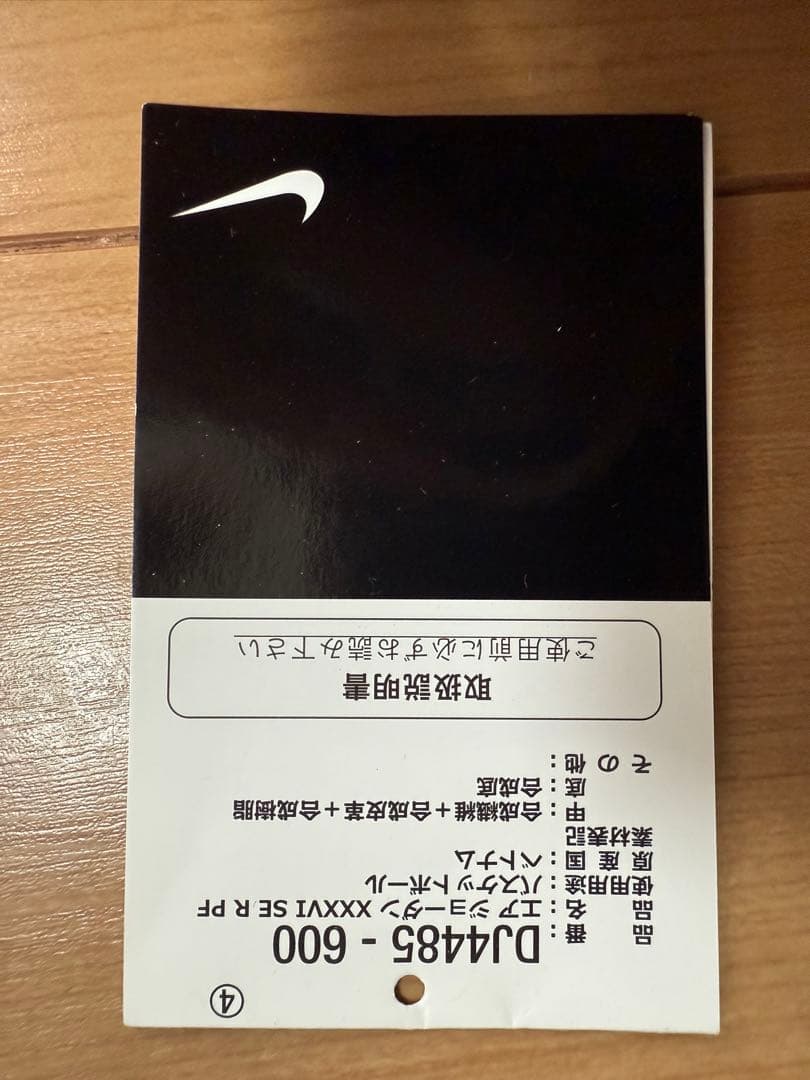 ④
品番：DJ4485 - 600
品名：エア ジョーダン XXXVI SE R PF
使用用途：バスケットボール
原産国：ベトナム
素材表記
甲：合成繊維＋合成皮革＋合成樹脂
底：合成底
その他：
取扱説明書
ご使用前に必ずお読み下さい